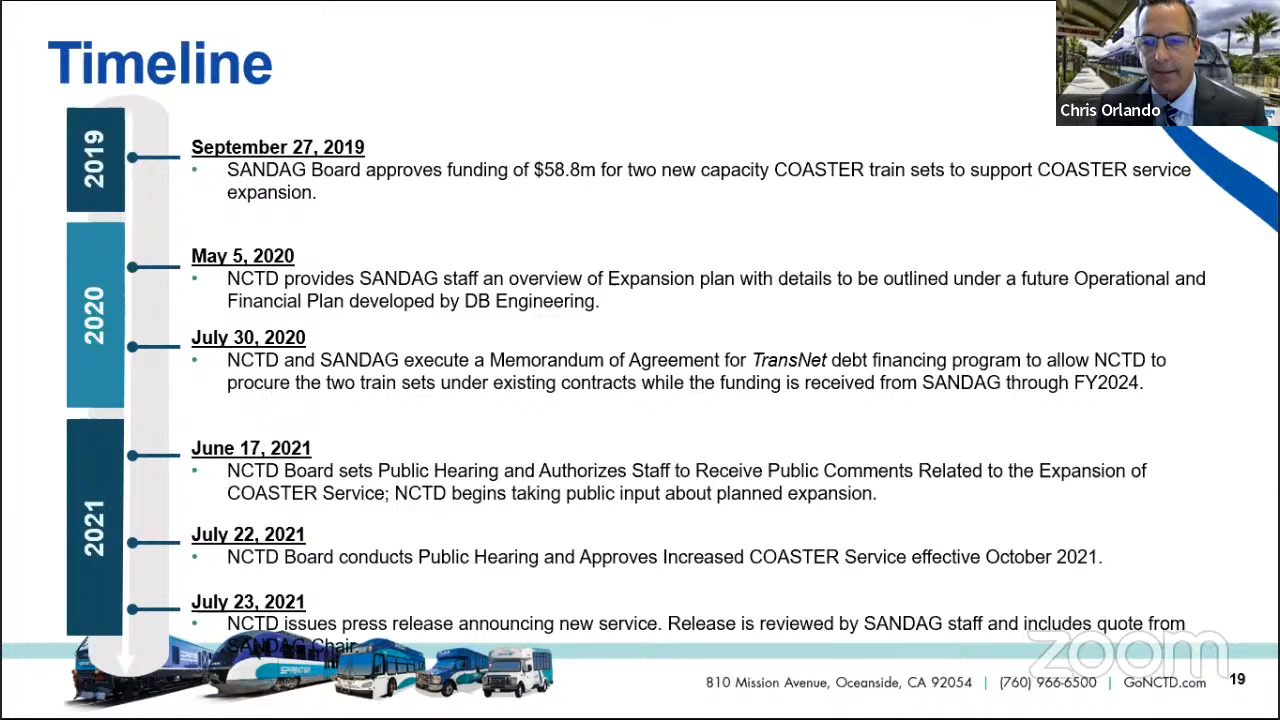 Timeline
Chris Orlando
2019
September 27, 2019
• SANDAG Board approves funding of $58.8m for two new capacity COASTER train sets to support COASTER service
expansion.
2020
May 5, 2020
• NCTD provides SANDAG staff an overview of Expansion plan with details to be outlined under a future Operational and
Financial Plan developed by DB Engineering.
July 30, 2020
• NCTD and SANDAG execute a Memorandum of Agreement for TransNet debt financing program to allow NCTD to
procure the two train sets under existing contracts while the funding is received from SANDAG through FY2024.
2021
June 17, 2021
• NCTD Board sets Public Hearing and Authorizes Staff to Receive Public Comments Related to the Expansion of
COASTER Service; NCTD begins taking public input about planned expansion.
July 22, 2021
• NCTD Board conducts Public Hearing and Approves Increased COASTER Service effective October 2021.
July 23, 2021
• NCTD issues press release announcing new service. Release is reviewed by SANDAG staff and includes quote from
SANDAG Chair.
SPRINTER
zoom
810 Mission Avenue, Oceanside, CA 92054 | (760) 966-6500 | GoNCTD.com
19